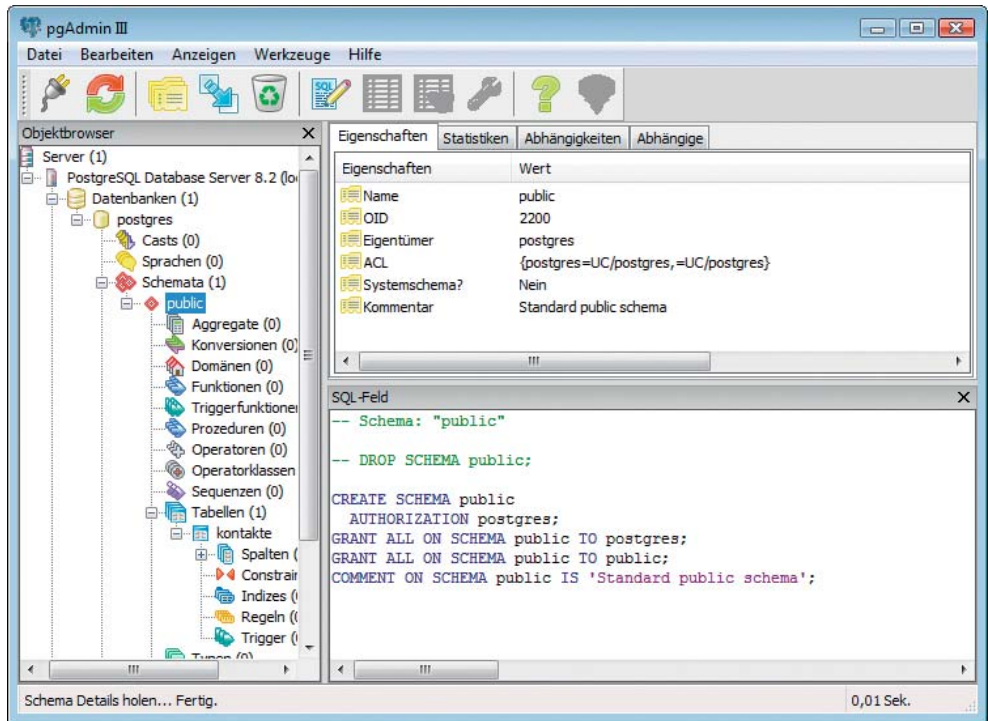 pgAdmin III
Datei Bearbeiten Anzeigen Werkzeuge Hilfe
SQL
Objektbrowser
Server (1)
PostgreSQL Database Server 8.2
Datenbanken (1)
postgres
Casts (0)
Sprachen (0)
Schemata (1)
public
Aggregate (0)
Konversionen (0)
Domänen (0)
Funktionen (0)
Triggerfunktionen
Prozeduren (0)
Operatoren (0)
Operatorklassen
Sequenzen (0)
Tabellen (1)
kontakte
Spalten (
Constrain
Indizes (
Regeln (
Trigger (
Typen (0)
Eigenschaften Statistiken Abhängigkeiten Abhängige
Eigenschaften Wert
Name public
OID 2200
Eigentümer postgres
ACL {postgres=UC/postgres,=UC/postgres}
Systemschema? Nein
Kommentar Standard public schema
SQL-Feld
-- Schema: "public"
-- DROP SCHEMA public;
CREATE SCHEMA public
AUTHORIZATION postgres;
GRANT ALL ON SCHEMA public TO postgres;
GRANT ALL ON SCHEMA public TO public;
COMMENT ON SCHEMA public IS 'Standard public schema';
Schema Details holen... Fertig. 0,01 Sek.